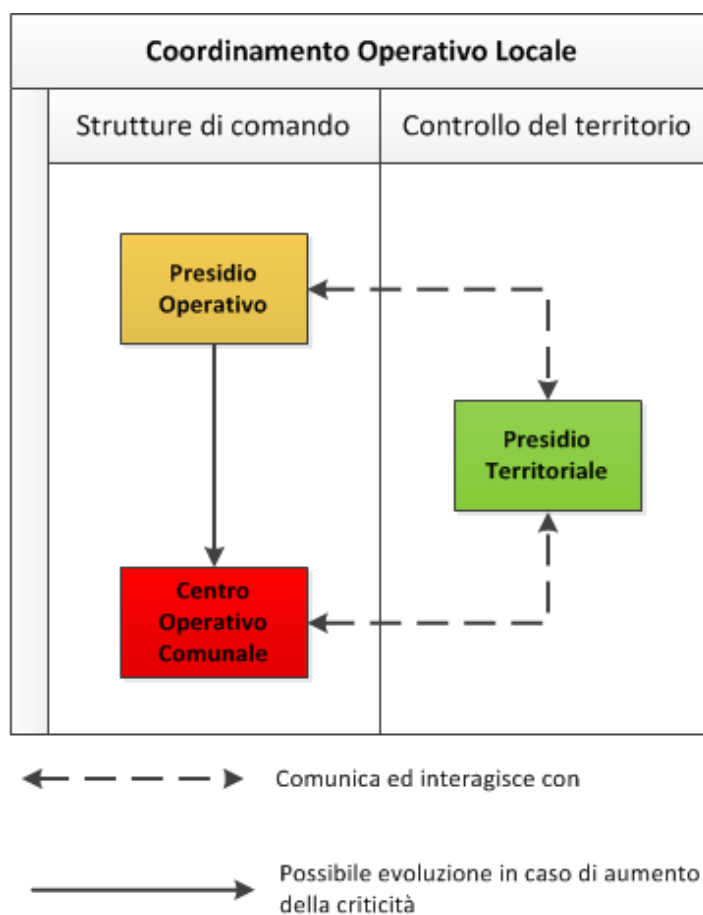 Coordinamento Operativo Locale
Strutture di comando
Controllo del territorio
Presidio
Operativo
Presidio
Territoriale
Centro
Operativo
Comunale
Comunica ed interagisce con
Possibile evoluzione in caso di aumento
della criticità